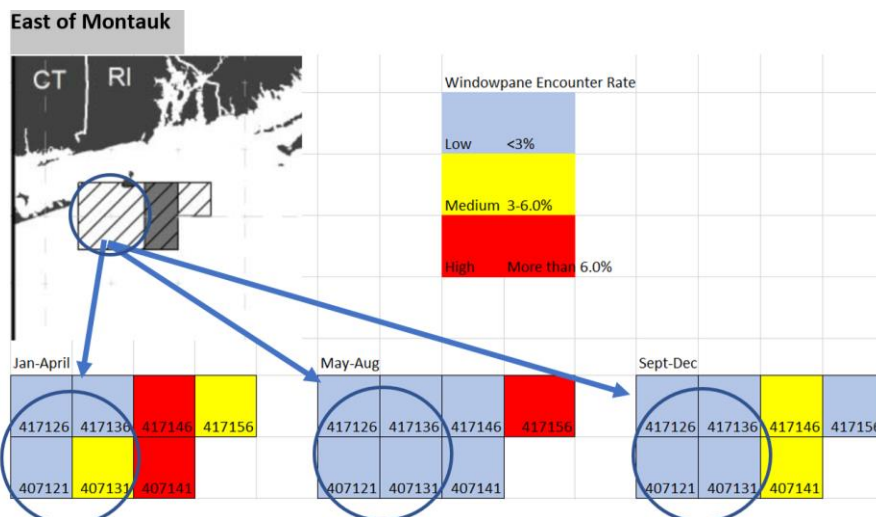 East of Montauk
CT RI
Windowpane Encounter Rate
Low <3%
Medium 3-6.0%
High More than 6.0%
Jan-April
417126 417136 417146 417156
407121 407131 407141
May-Aug
417126 417136 417146 417156
407121 407131 407141
Sept-Dec
417126 417136 417146 417156
407121 407131 407141